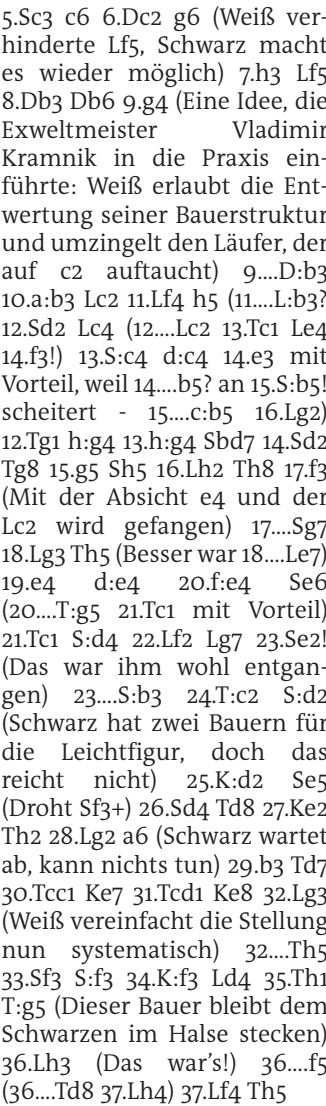 5.Sc3 c6 6.Dc2 g6 (Weiß ver-
hinderte Lf5, Schwarz macht
es wieder möglich) 7.h3 Lf5
8.Db3 Db6 9.g4 (Eine Idee, die
Exweltmeister Vladimir
Kramnik in die Praxis ein-
führte: Weiß erlaubt die Ent-
wertung seiner Bauerstruktur
und umzingelt den Läufer, der
auf c2 auftaucht) 9....D:b3
10.a:b3 Lc2 11.Lf4 h5 (11....L:b3?
12.Sd2 Lc4 (12....Lc2 13.Tc1 Le4
14.f3!) 13.S:c4 d:c4 14.e3 mit
Vorteil, weil 14....b5? an 15.S:b5!
scheitert - 15....c:b5 16.Lg2)
12.Tg1 h:g4 13.h:g4 Sbd7 14.Sd2
Tg8 15.g5 Sh5 16.Lh2 Th8 17.f3
(Mit der Absicht e4 und der
Lc2 wird gefangen) 17....Sg7
18.Lg3 Th5 (Besser war 18....Le7)
19.e4 d:e4 20.f:e4 Se6
(20....T:g5 21.Tc1 mit Vorteil)
21.Tc1 S:d4 22.Lf2 Lg7 23.Se2!
(Das war ihm wohl entgan-
gen) 23....S:b3 24.T:c2 S:d2
(Schwarz hat zwei Bauern für
die Leichtfigur, doch das
reicht nicht) 25.K:d2 Se5
(Droht Sf3+) 26.Sd4 Td8 27.Ke2
Th2 28.Lg2 a6 (Schwarz wartet
ab, kann nichts tun) 29.b3 Td7
30.Tcc1 Ke7 31.Tcd1 Ke8 32.Lg3
(Weiß vereinfacht die Stellung
nun systematisch) 32....Th5
33.Sf3 S:f3 34.K:f3 Ld4 35.Th1
T:g5 (Dieser Bauer bleibt dem
Schwarzen im Halse stecken)
36.Lh3 (Das war's!) 36....f5
(36....Td8 37.Lh4) 37.Lf4 Th5